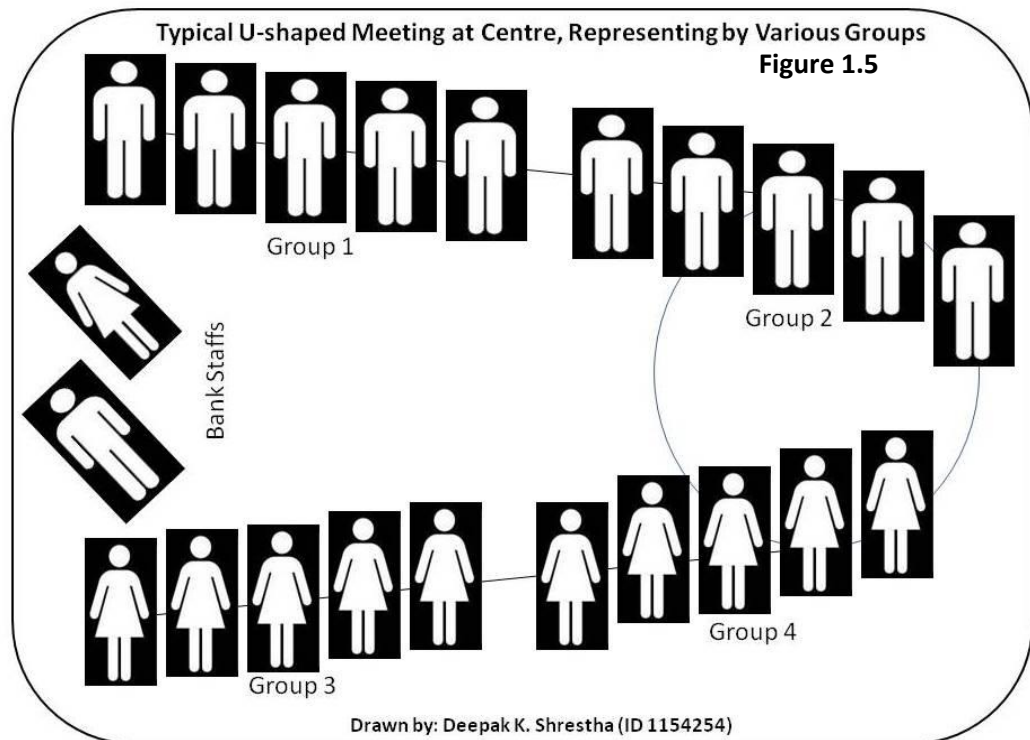 Typical U-shaped Meeting at Centre, Representing by Various Groups
Figure 1.5
Group 1
Group 2
Bank Staffs
Group 3
Group 4
Drawn by: Deepak K. Shrestha (ID 1154254)